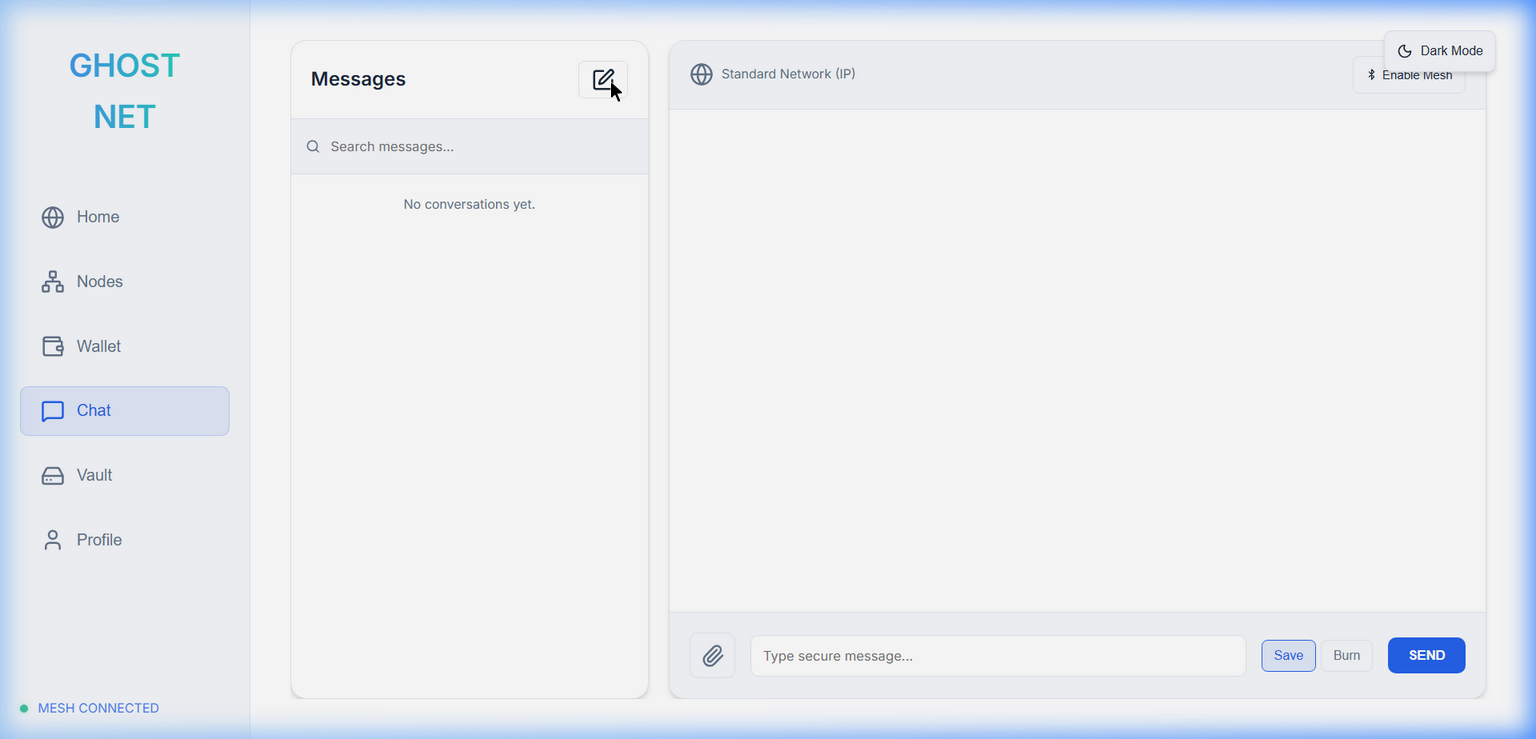 GHOST
NET
Home
Nodes
Wallet
Chat
Vault
Profile
MESH CONNECTED
Messages
Search messages...
No conversations yet.
Standard Network (IP)
Dark Mode
Enable Mesh
Type secure message...
Save
Burn
SEND